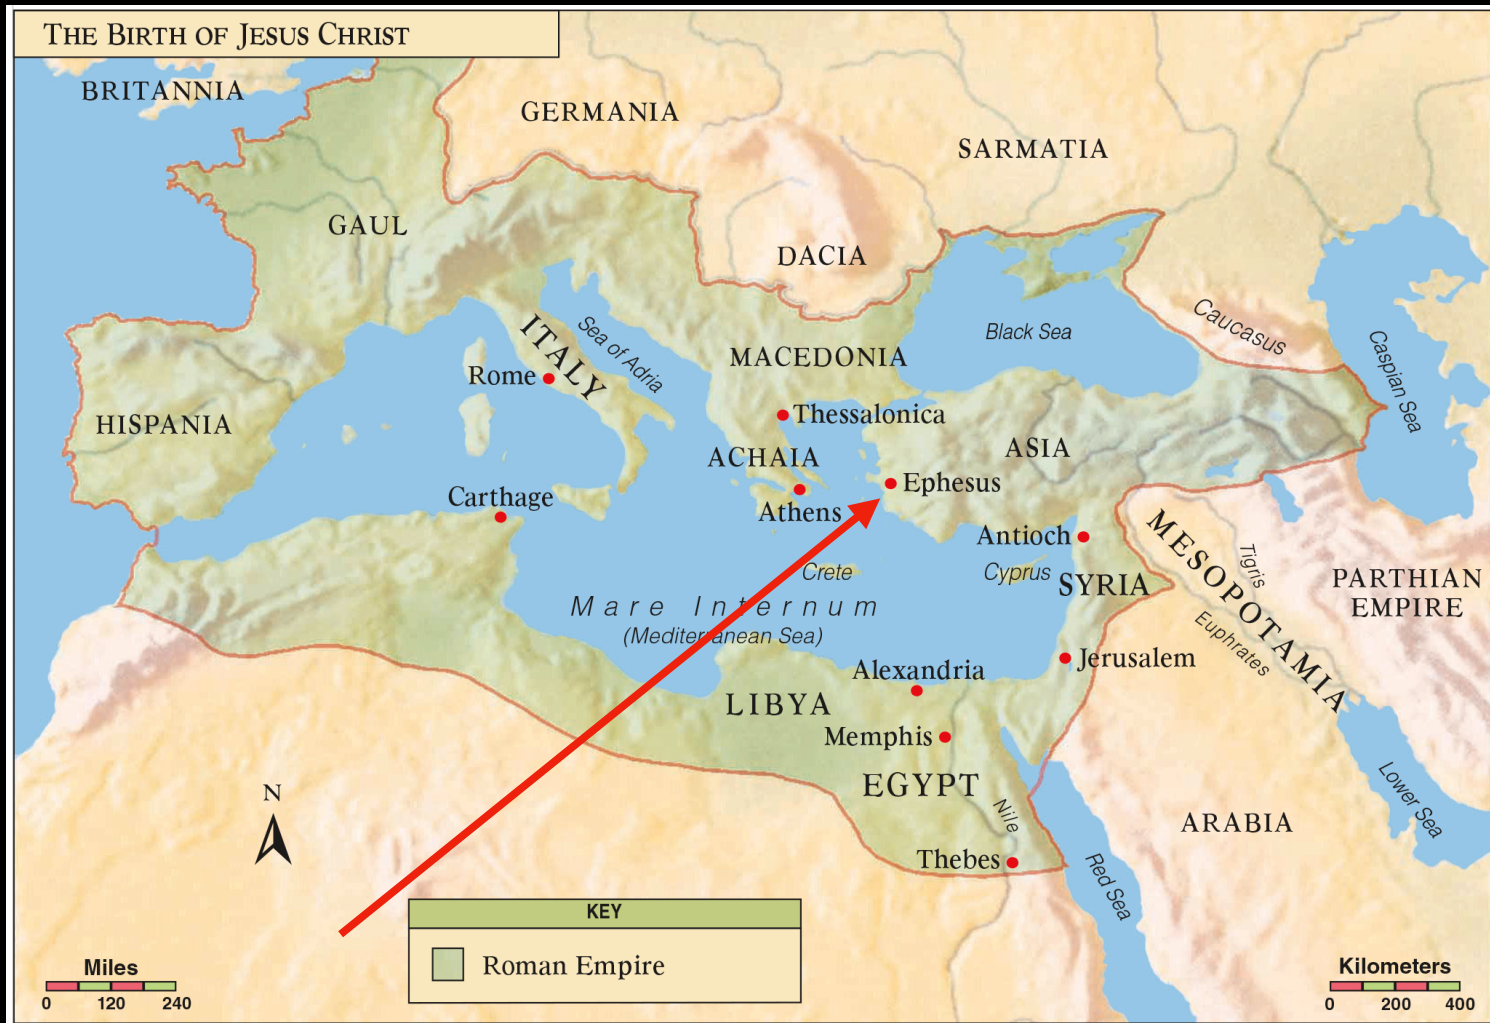 THE BIRTH OF JESUS CHRIST
BRITANNIA
GERMANIA
SARMATIA
GAUL
DACIA
Caucasus
Caspian Sea
Black Sea
ITALY
Sea of Adria
MACEDONIA
Rome
HISPANIA
Thessalonica
ASIA
ACHAIA
Ephesus
Carthage
Athens
Antioch
MESOPOTAMIA
Tigris
Crete
Cyprus
SYRIA
PARTHIAN
EMPIRE
Mare Internum
(Mediterranean Sea)
Euphrates
Jerusalem
Alexandria
LIBYA
Memphis
EGYPT
Nile
Lower Sea
N
ARABIA
Thebes
Red Sea
KEY
Roman Empire
Miles
0 120 240
Kilometers
0 200 400